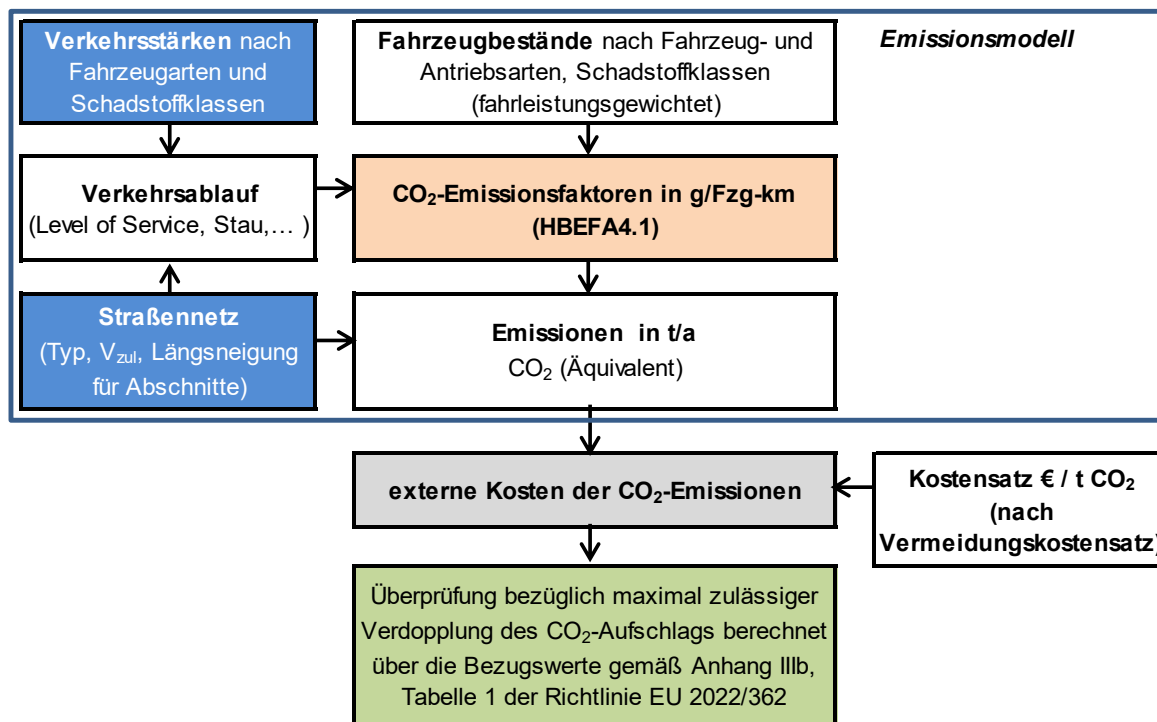 Verkehrsstärken nach
Fahrzeugarten und
Schadstoffklassen
Fahrzeugbestände nach Fahrzeug- und
Antriebsarten, Schadstoffklassen
(fahrleistungsgewichtet)
Emissionsmodell
Verkehrsablauf
(Level of Service, Stau,… )
CO₂-Emissionsfaktoren in g/Fzg-km
(HBEFA4.1)
Straßennetz
(Typ, Vzul, Längsneigung
für Abschnitte)
Emissionen in t/a
CO₂ (Äquivalent)
externe Kosten der CO₂-Emissionen
Kostensatz € / t CO₂
(nach
Vermeidungskostensatz)
Überprüfung bezüglich maximal zulässiger
Verdopplung des CO₂-Aufschlags berechnet
über die Bezugswerte gemäß Anhang IIIb,
Tabelle 1 der Richtlinie EU 2022/362